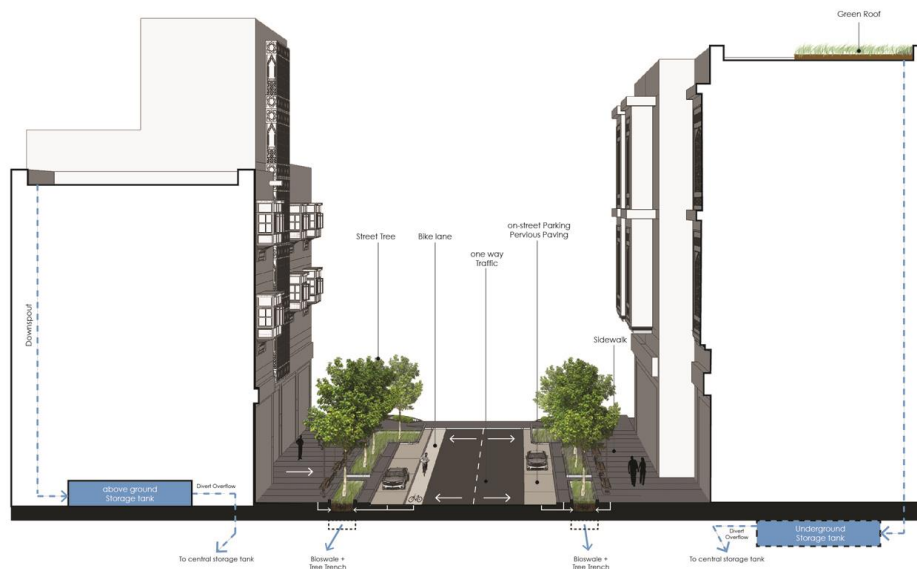 Green Roof
Street Tree
Bike lane
on-street Parking
Pervious Paving
one way
Traffic
Sidewalk
Downspout
above ground
Storage tank
Divert Overflow
To central storage tank
Bioswale +
Tree Trench
Bioswale +
Tree Trench
Divert
Overflow
To central storage tank
Underground
Storage tank